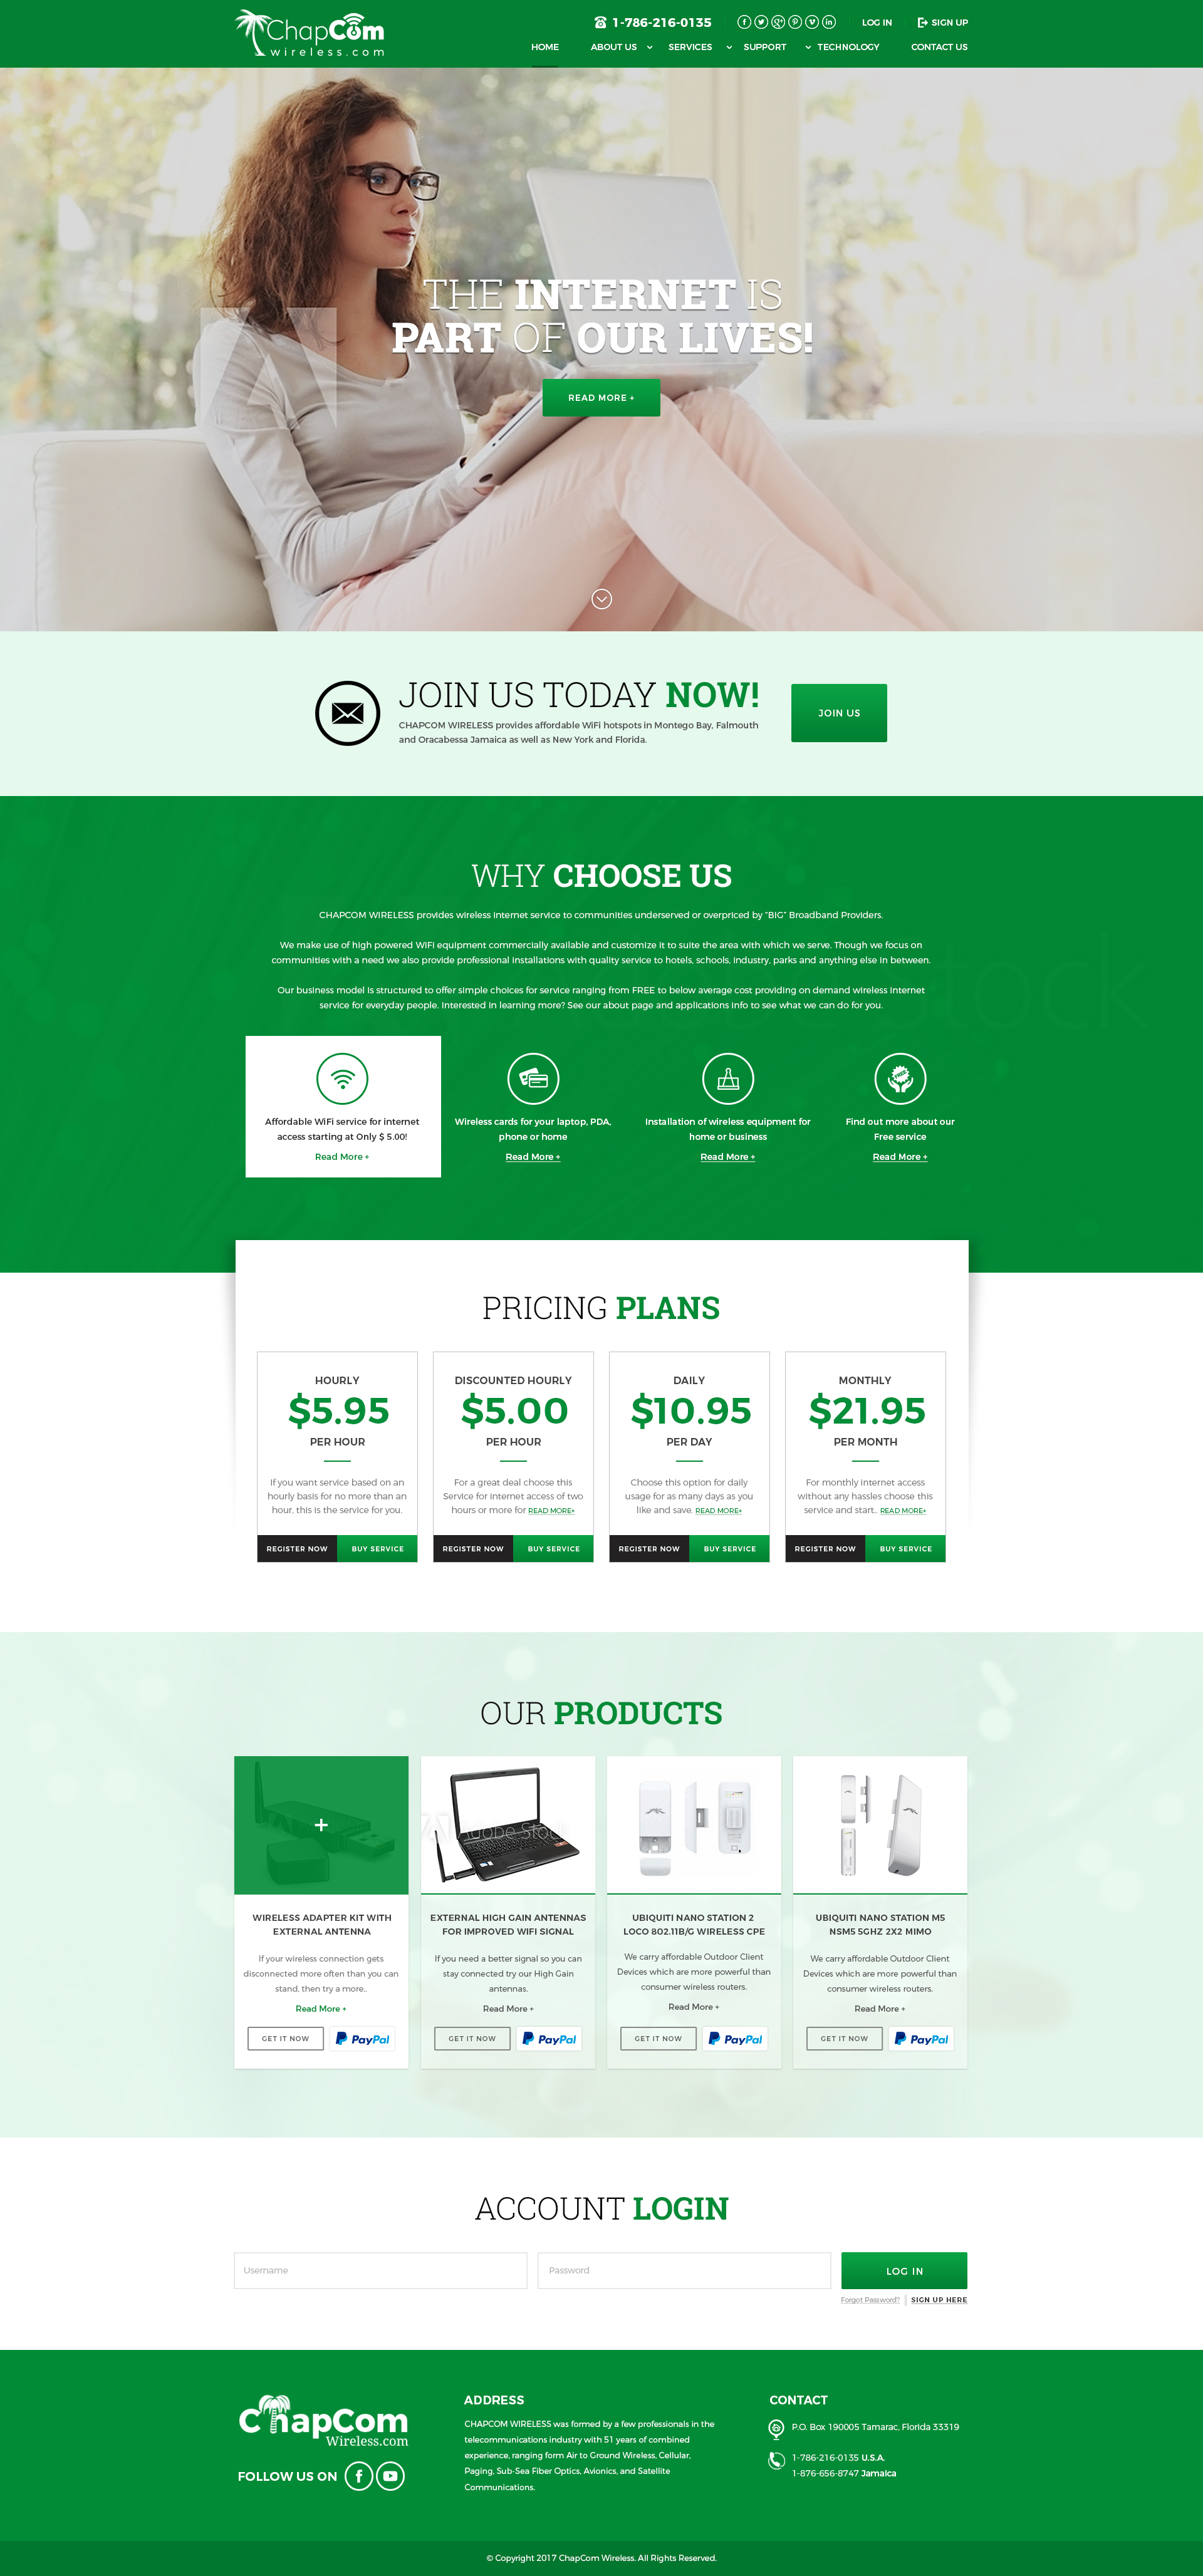 ChapCom
wireless.com
1-786-216-0135
LOG IN
SIGN UP
HOME
ABOUT US
SERVICES
SUPPORT
TECHNOLOGY
CONTACT US
THE INTERNET IS
PART OF OUR LIVES!
READ MORE +
JOIN US TODAY NOW!
CHAPCOM WIRELESS provides affordable WiFi hotspots in Montego Bay, Falmouth
and Oracabessa Jamaica as well as New York and Florida.
JOIN US
WHY CHOOSE US
CHAPCOM WIRELESS provides wireless internet service to communities underserved or overpriced by "BIG" Broadband Providers.
We make use of high powered WiFi equipment commercially available and customize it to suite the area with which we serve. Though we focus on
communities with a need we also provide professional installations with quality service to hotels, schools, industry, parks and anything else in between.
Our business model is structured to offer simple choices for service ranging from FREE to below average cost providing on demand wireless internet
service for everyday people. Interested in learning more? See our about page and applications info to see what we can do for you.
Affordable WiFi service for internet
access starting at Only $ 5.00!
Read More +
Wireless cards for your laptop, PDA,
phone or home
Read More +
Installation of wireless equipment for
home or business
Read More +
Find out more about our
Free service
Read More +
PRICING PLANS
HOURLY
$5.95
PER HOUR
If you want service based on an
hourly basis for no more than an
hour, this is the service for you.
REGISTER NOW
BUY SERVICE
DISCOUNTED HOURLY
$5.00
PER HOUR
For a great deal choose this
Service for internet access of two
hours or more for READ MORE+
REGISTER NOW
BUY SERVICE
DAILY
$10.95
PER DAY
Choose this option for daily
usage for as many days as you
like and save. READ MORE+
REGISTER NOW
BUY SERVICE
MONTHLY
$21.95
PER MONTH
For monthly internet access
without any hassles choose this
service and start.. READ MORE+
REGISTER NOW
BUY SERVICE
OUR PRODUCTS
+
WIRELESS ADAPTER KIT WITH
EXTERNAL ANTENNA
If your wireless connection gets
disconnected more often than you can
stand, then try a more..
Read More +
GET IT NOW
PayPal
Adobe Stock
EXTERNAL HIGH GAIN ANTENNAS
FOR IMPROVED WIFI SIGNAL
If you need a better signal so you can
stay connected try our High Gain
antennas.
Read More +
GET IT NOW
PayPal
UBIQUITI NANO STATION 2
LOCO 802.11B/G WIRELESS CPE
We carry affordable Outdoor Client
Devices which are more powerful than
consumer wireless routers.
Read More +
GET IT NOW
PayPal
UBIQUITI NANO STATION M5
NSM5 5GHZ 2X2 MIMO
We carry affordable Outdoor Client
Devices which are more powerful than
consumer wireless routers.
Read More +
GET IT NOW
PayPal
ACCOUNT LOGIN
Username
Password
LOG IN
Forgot Password?
SIGN UP HERE
ChapCom
Wireless.com
FOLLOW US ON
ADDRESS
CHAPCOM WIRELESS was formed by a few professionals in the
telecommunications industry with 51 years of combined
experience, ranging form Air to Ground Wireless, Cellular,
Paging, Sub-Sea Fiber Optics, Avionics, and Satellite
Communications.
CONTACT
P.O. Box 190005 Tamarac, Florida 33319
1-786-216-0135 U.S.A.
1-876-656-8747 Jamaica
© Copyright 2017 ChapCom Wireless. All Rights Reserved.